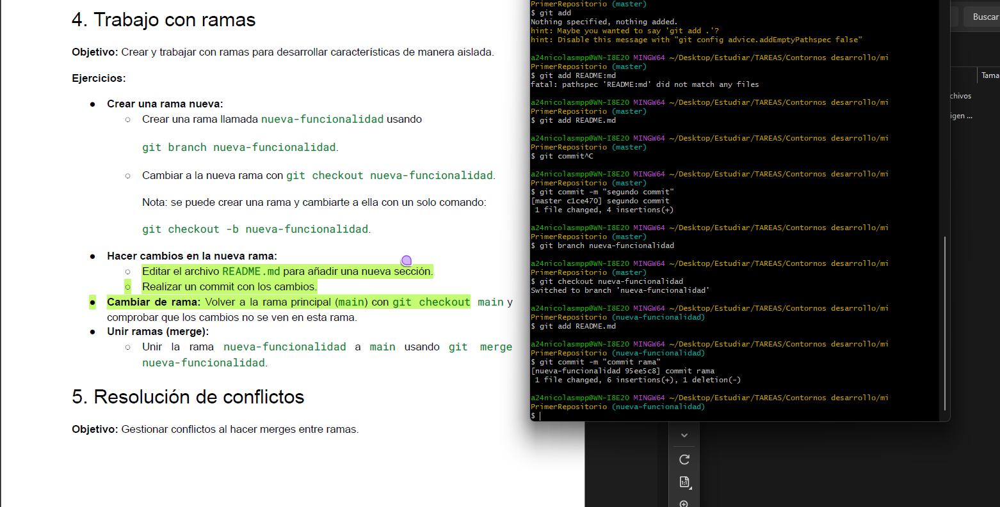 4. Trabajo con ramas
Objetivo: Crear y trabajar con ramas para desarrollar características de manera aislada.
Ejercicios:
● Crear una rama nueva:
○ Crear una rama llamada nueva-funcionalidad usando
git branch nueva-funcionalidad.
○ Cambiar a la nueva rama con git checkout nueva-funcionalidad.
Nota: se puede crear una rama y cambiarte a ella con un solo comando:
git checkout -b nueva-funcionalidad.
● Hacer cambios en la nueva rama:
○ Editar el archivo README.md para añadir una nueva sección.
○ Realizar un commit con los cambios.
● Cambiar de rama: Volver a la rama principal (main) con git checkout main y
comprobar que los cambios no se ven en esta rama.
● Unir ramas (merge):
○ Unir la rama nueva-funcionalidad a main usando git merge
nueva-funcionalidad.
5. Resolución de conflictos
Objetivo: Gestionar conflictos al hacer merges entre ramas.
PrimerRepositorio (master)
$ git add
Nothing specified, nothing added.
hint: Maybe you wanted to say 'git add .'?
hint: Disable this message with "git config advice.addEmptyPathspec false"
a24nicolasmpp@WN-I8E20 MINGW64 ~/Desktop/Estudiar/TAREAS/Contornos desarrollo/mi
PrimerRepositorio (master)
$ git add README:md
fatal: pathspec 'README:md' did not match any files
a24nicolasmpp@WN-I8E20 MINGW64 ~/Desktop/Estudiar/TAREAS/Contornos desarrollo/mi
PrimerRepositorio (master)
$ git add README.md
a24nicolasmpp@WN-I8E20 MINGW64 ~/Desktop/Estudiar/TAREAS/Contornos desarrollo/mi
PrimerRepositorio (master)
$ git commit^C
a24nicolasmpp@WN-I8E20 MINGW64 ~/Desktop/Estudiar/TAREAS/Contornos desarrollo/mi
PrimerRepositorio (master)
$ git commit -m "segundo commit"
[master c1ce470] segundo commit
1 file changed, 4 insertions(+)
a24nicolasmpp@WN-I8E20 MINGW64 ~/Desktop/Estudiar/TAREAS/Contornos desarrollo/mi
PrimerRepositorio (master)
$ git branch nueva-funcionalidad
a24nicolasmpp@WN-I8E20 MINGW64 ~/Desktop/Estudiar/TAREAS/Contornos desarrollo/mi
PrimerRepositorio (master)
$ git checkout nueva-funcionalidad
Switched to branch 'nueva-funcionalidad'
a24nicolasmpp@WN-I8E20 MINGW64 ~/Desktop/Estudiar/TAREAS/Contornos desarrollo/mi
PrimerRepositorio (nueva-funcionalidad)
$ git add README.md
a24nicolasmpp@WN-I8E20 MINGW64 ~/Desktop/Estudiar/TAREAS/Contornos desarrollo/mi
PrimerRepositorio (nueva-funcionalidad)
$ git commit -m "commit rama"
[nueva-funcionalidad 95ee5c8] commit rama
1 file changed, 6 insertions(+), 1 deletion(-)
a24nicolasmpp@WN-I8E20 MINGW64 ~/Desktop/Estudiar/TAREAS/Contornos desarrollo/mi
PrimerRepositorio (nueva-funcionalidad)
$
Buscar
Tama
chivos
igen ...
1:1